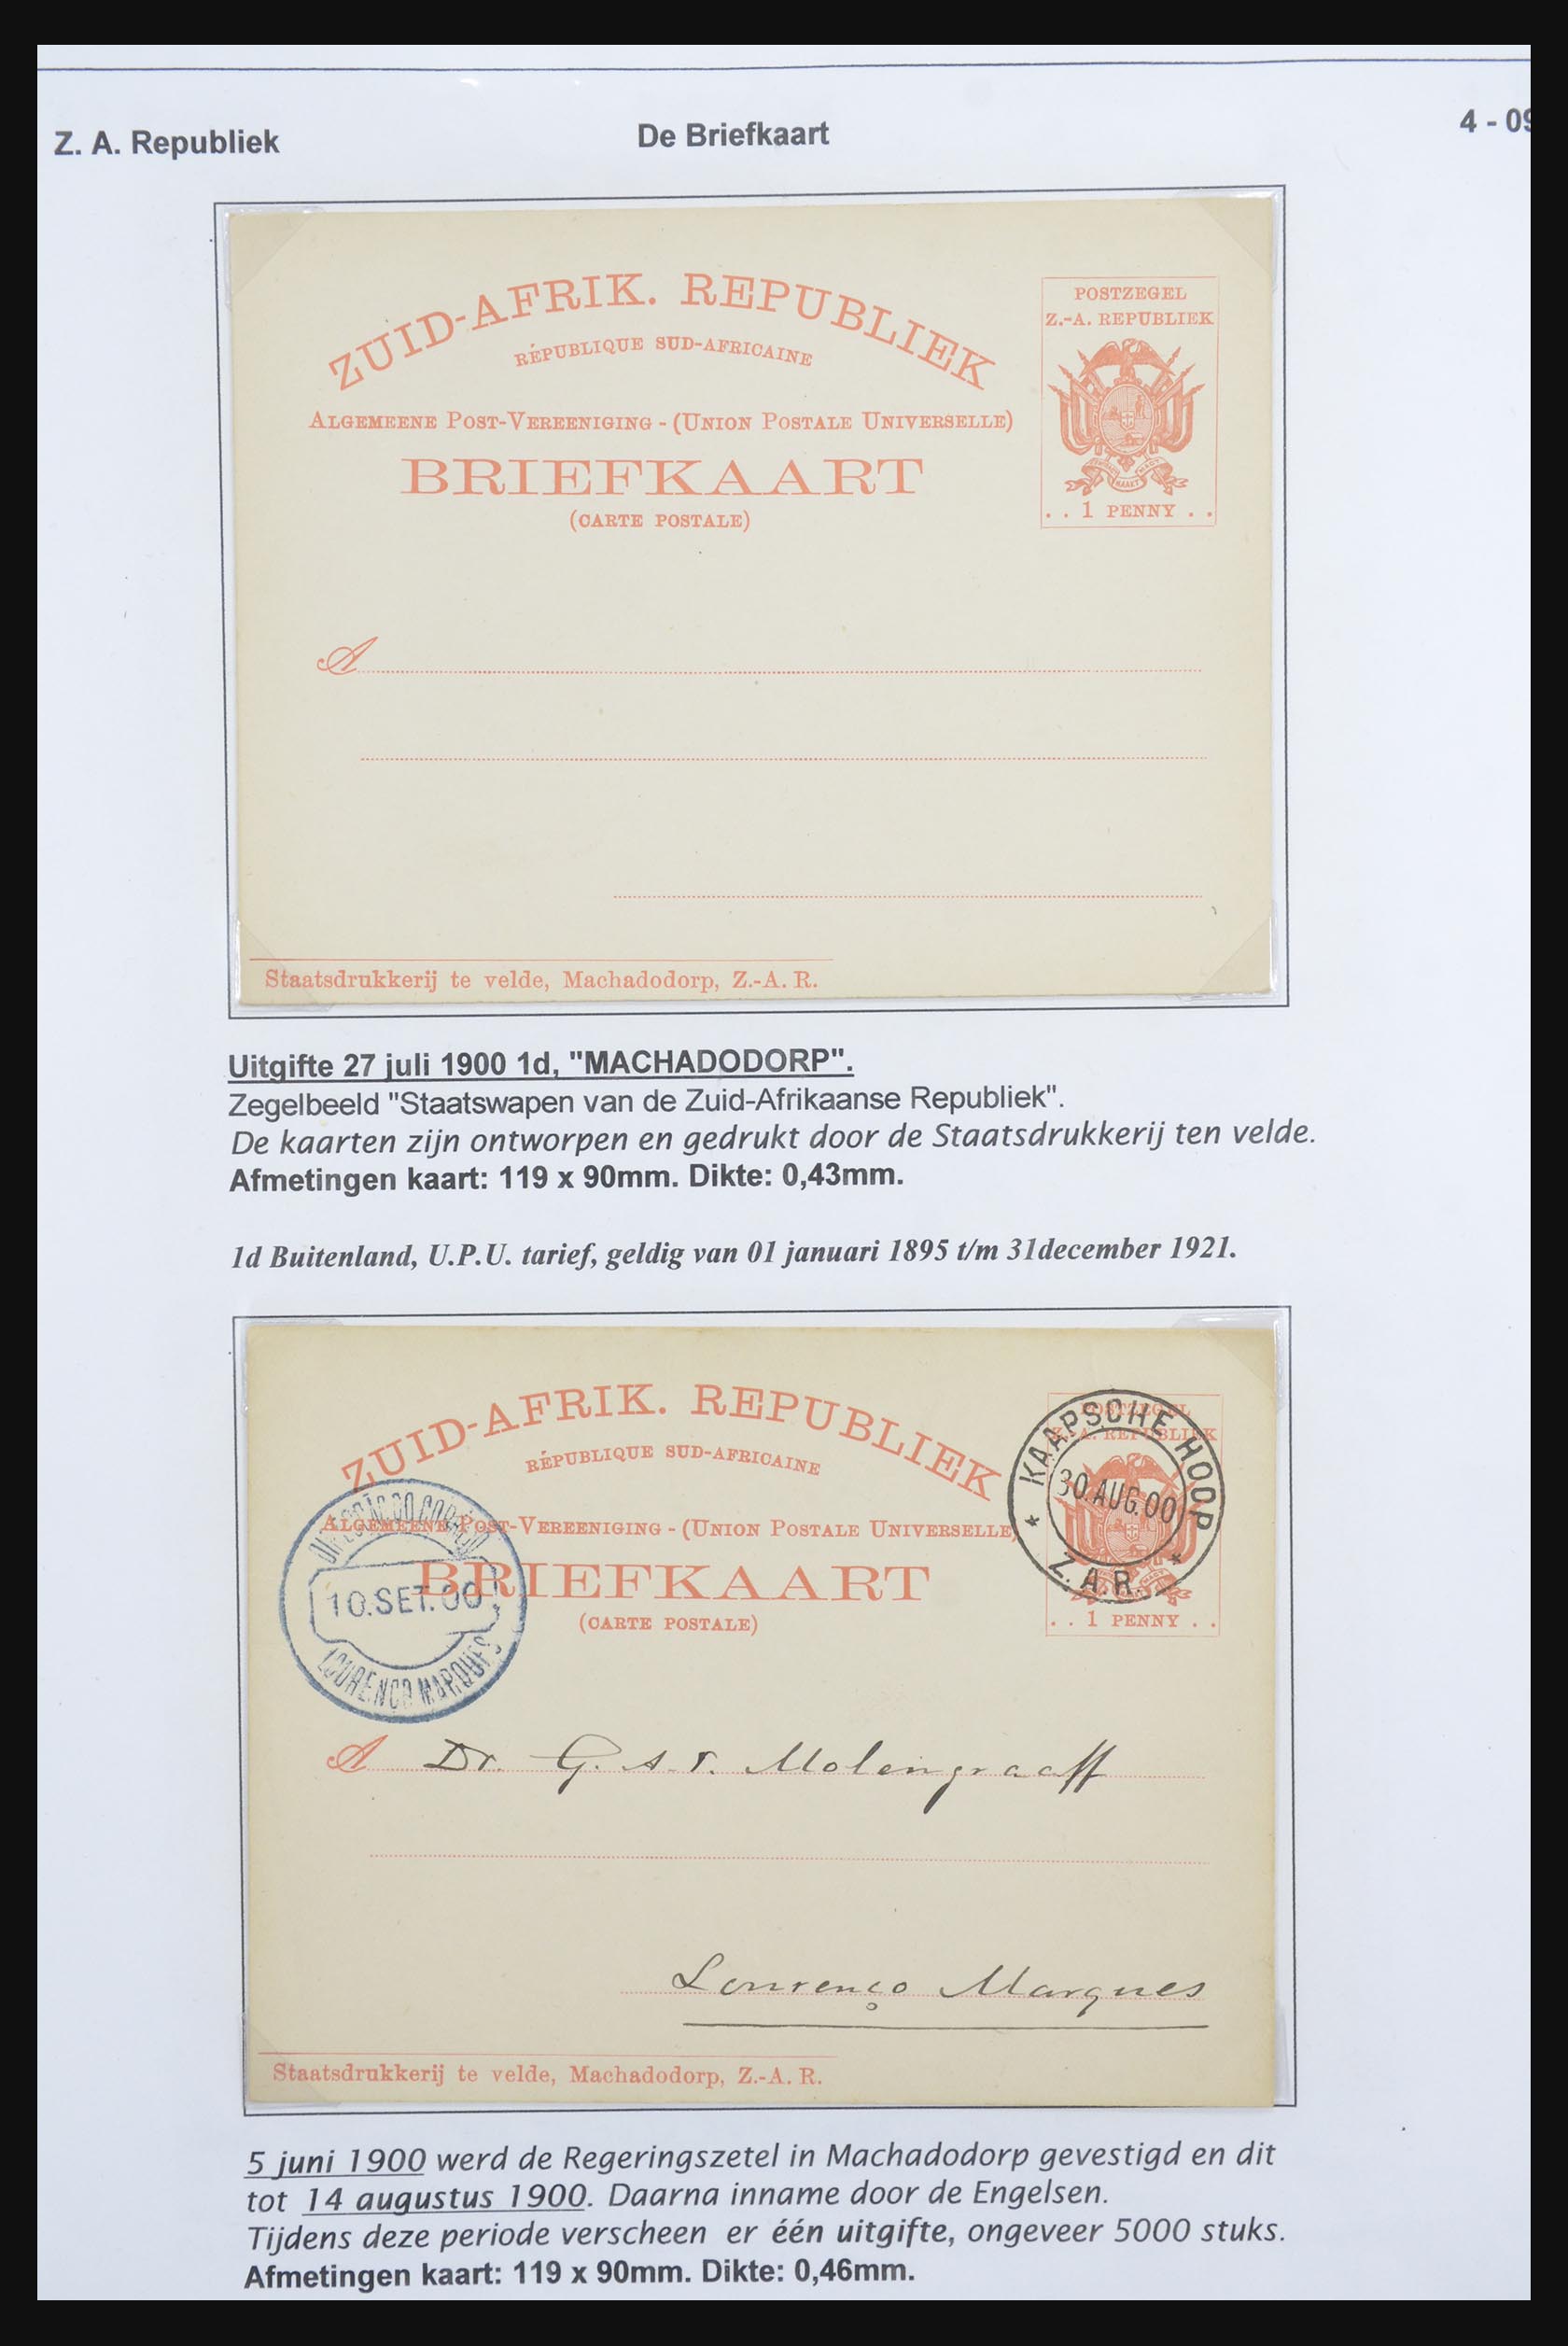 Z. A. Republiek
De Briefkaart
4 - 09
ZUID-AFRIK. REPUBLIEK
RÉPUBLIQUE SUD-AFRICAINE
ALGEMEENE POST-VEREENIGING - (UNION POSTALE UNIVERSELLE)
BRIEFKAART
(CARTE POSTALE)
POSTZEGEL
Z.-A. REPUBLIEK
. . 1 PENNY . .
A
Staatsdrukkerij te velde, Machadodorp, Z.-A. R.
Uitgifte 27 juli 1900 1d, "MACHADODORP".
Zegelbeeld "Staatswapen van de Zuid-Afrikaanse Republiek".
De kaarten zijn ontworpen en gedrukt door de Staatsdrukkerij ten velde.
Afmetingen kaart: 119 x 90mm. Dikte: 0,43mm.
1d Buitenland, U.P.U. tarief, geldig van 01 januari 1895 t/m 31december 1921.
ZUID-AFRIK. REPUBLIEK
RÉPUBLIQUE SUD-AFRICAINE
ALGEMEENE POST-VEREENIGING - (UNION POSTALE UNIVERSELLE)
BRIEFKAART
(CARTE POSTALE)
POSTZEGEL
Z.-A. REPUBLIEK
. . 1 PENNY . .
KAAPSCHE HOOP
30.AUG.00
Z.A.R.
10.SET.00
LOURENÇO MARQUES
A Dr. G. A. F. Molengraaff
Lourenço Marques
Staatsdrukkerij te velde, Machadodorp, Z.-A. R.
5 juni 1900 werd de Regeringszetel in Machadodorp gevestigd en dit
tot 14 augustus 1900. Daarna inname door de Engelsen.
Tijdens deze periode verscheen er één uitgifte, ongeveer 5000 stuks.
Afmetingen kaart: 119 x 90mm. Dikte: 0,46mm.